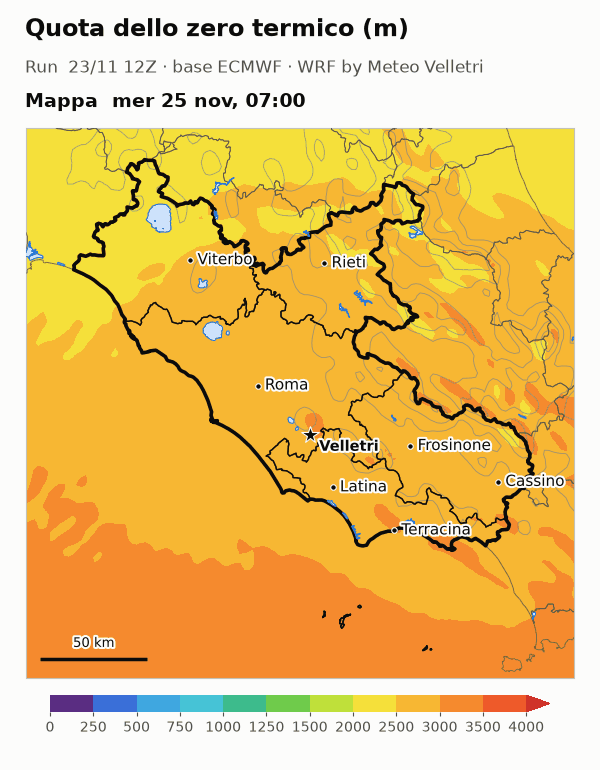 Quota dello zero termico (m)
Run  23/11 12Z · base ECMWF · WRF by Meteo Velletri
Mappa  mer 25 nov, 07:00
Viterbo
Rieti
Roma
Velletri
Frosinone
Cassino
Latina
Terracina
50 km
0 250 500 750 1000 1250 1500 2000 2500 3000 3500 4000